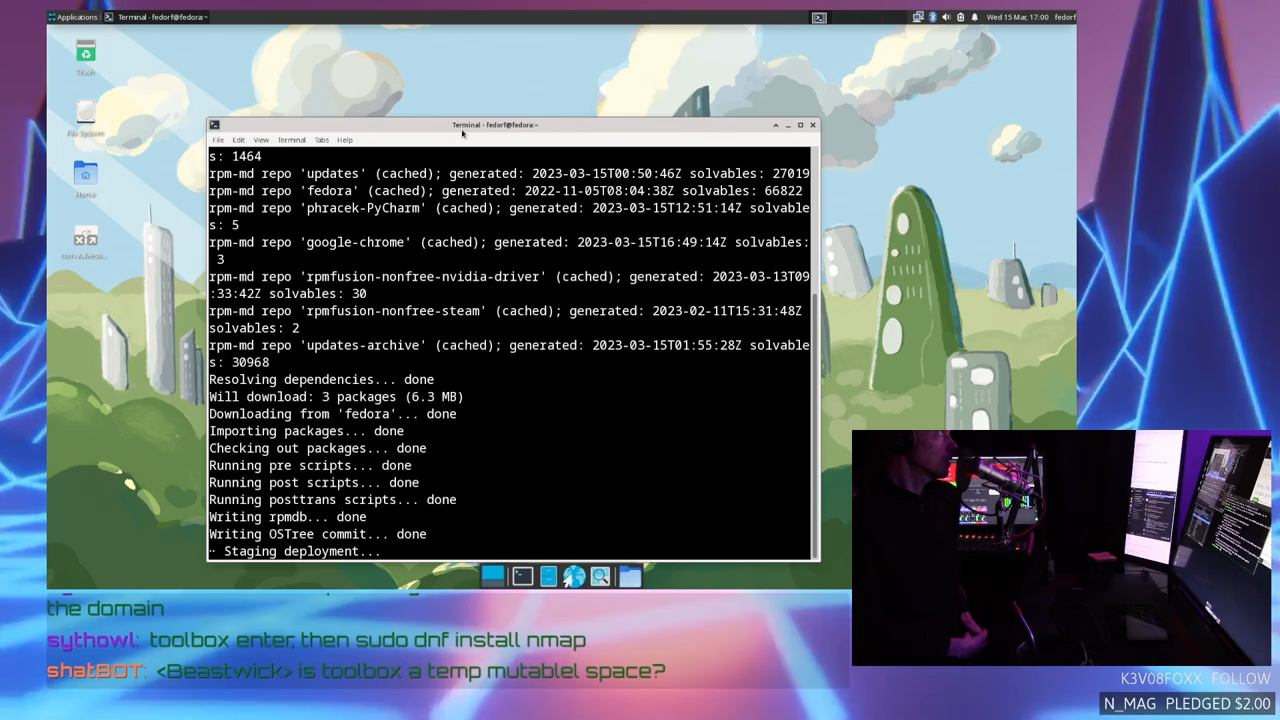 Applications
Terminal - fedorf@fedora:~
Wed 15 Mar, 17:00
fedorf
Trash
File System
Home
com.valveso...
Terminal - fedorf@fedora:~
File Edit View Terminal Tabs Help
s: 1464
rpm-md repo 'updates' (cached); generated: 2023-03-15T00:50:46Z solvables: 27019
rpm-md repo 'fedora' (cached); generated: 2022-11-05T08:04:38Z solvables: 66822
rpm-md repo 'phracek-PyCharm' (cached); generated: 2023-03-15T12:51:14Z solvable
s: 5
rpm-md repo 'google-chrome' (cached); generated: 2023-03-15T16:49:14Z solvables:
3
rpm-md repo 'rpmfusion-nonfree-nvidia-driver' (cached); generated: 2023-03-13T09
:33:42Z solvables: 30
rpm-md repo 'rpmfusion-nonfree-steam' (cached); generated: 2023-02-11T15:31:48Z
solvables: 2
rpm-md repo 'updates-archive' (cached); generated: 2023-03-15T01:55:28Z solvable
s: 30968
Resolving dependencies... done
Will download: 3 packages (6.3 MB)
Downloading from 'fedora'... done
Importing packages... done
Checking out packages... done
Running pre scripts... done
Running post scripts... done
Running posttrans scripts... done
Writing rpmdb... done
Writing OSTree commit... done
Staging deployment...
the domain
sythowl: toolbox enter, then sudo dnf install nmap
shatBOT: <Beastwick> is toolbox a temp mutablel space?
K3V08FOXX FOLLOW
N_MAG PLEDGED $2.00